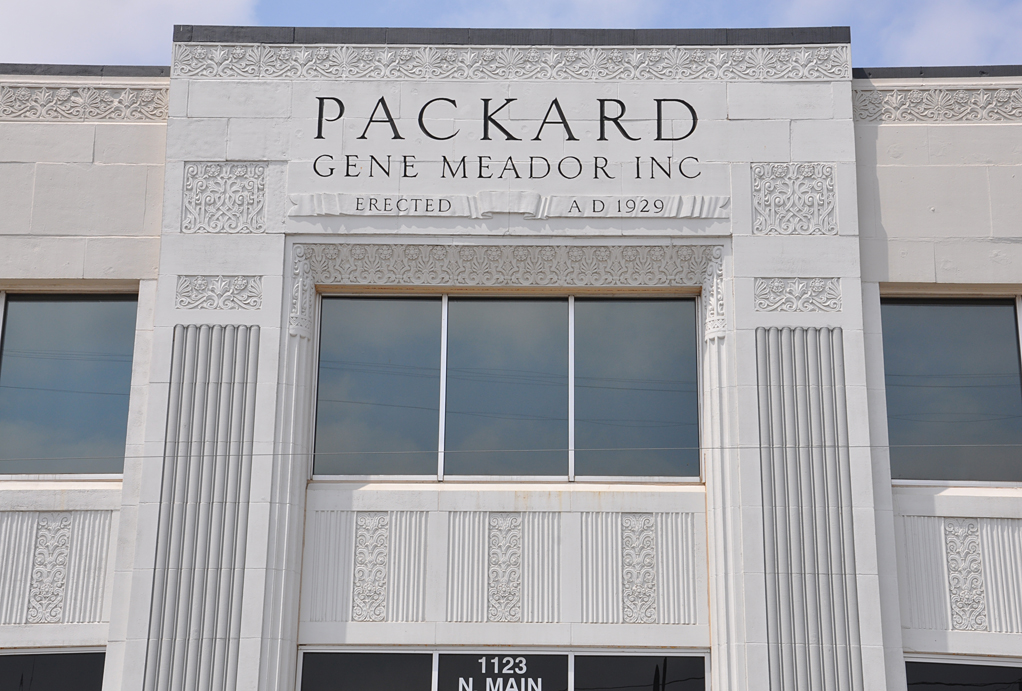 PACKARD
GENE MEADOR INC
ERECTED A D 1929
1123
N. MAIN